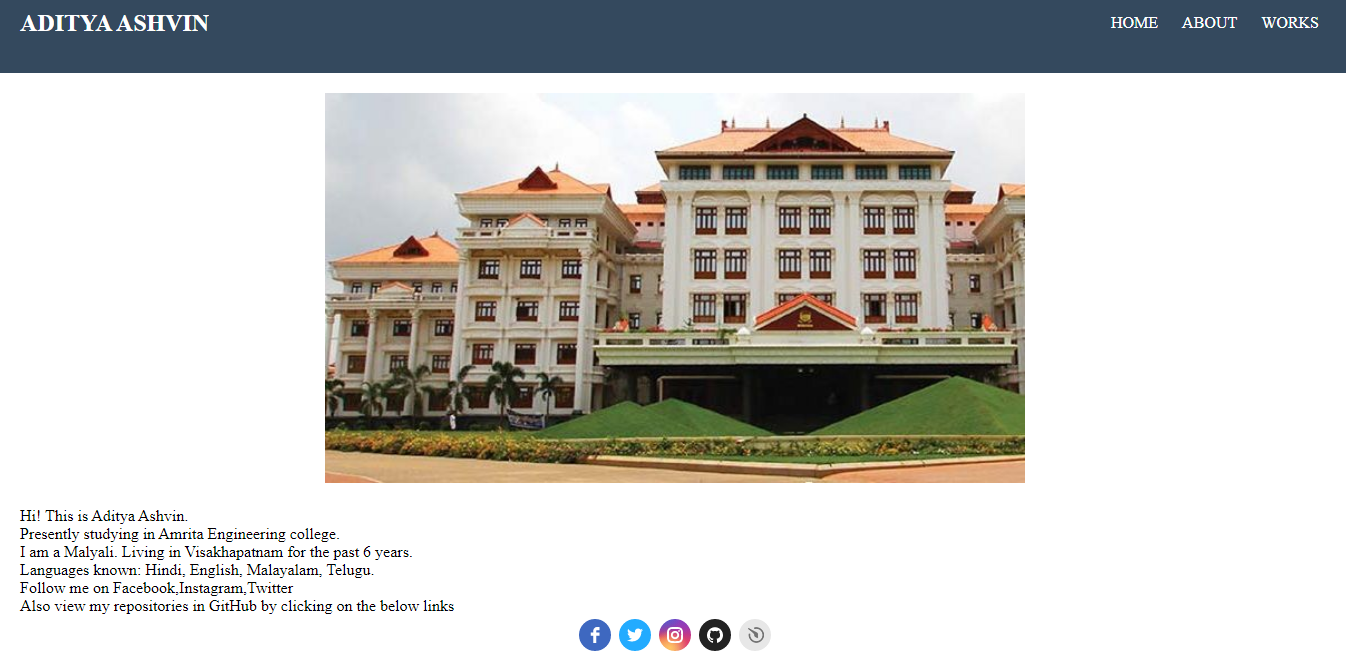 ADITYA ASHVIN
HOME ABOUT WORKS
Hi! This is Aditya Ashvin.
Presently studying in Amrita Engineering college.
I am a Malyali. Living in Visakhapatnam for the past 6 years.
Languages known: Hindi, English, Malayalam, Telugu.
Follow me on Facebook,Instagram,Twitter
Also view my repositories in GitHub by clicking on the below links